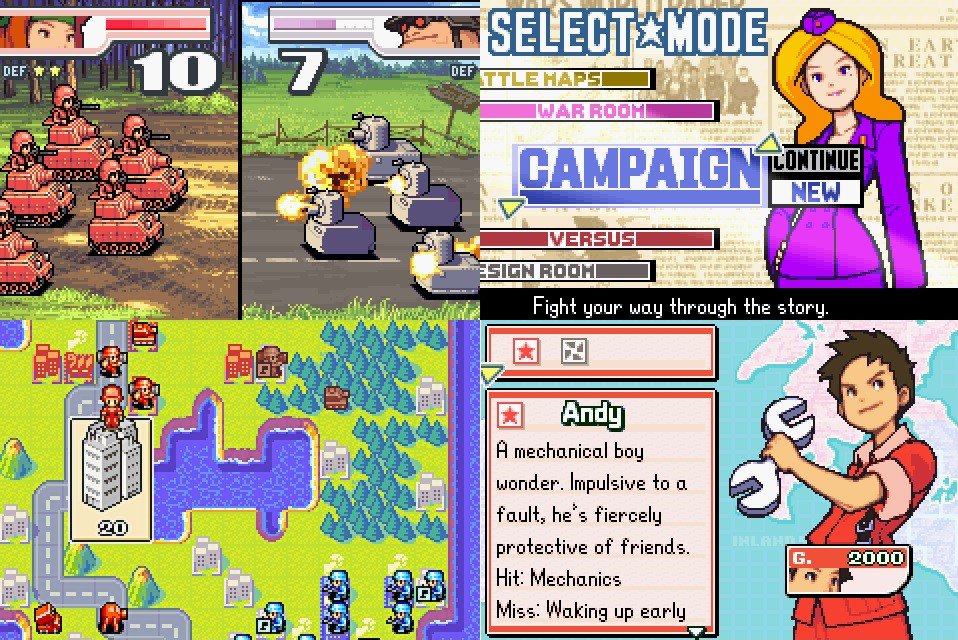 DEF
10
7
DEF
SELECT★MODE
TTLE MAPS
WAR ROOM
CAMPAIGN
CONTINUE
NEW
VERSUS
ESIGN ROOM
Fight your way through the story.
20
Andy
A mechanical boy
wonder. Impulsive to a
fault, he's fiercely
protective of friends.
Hit: Mechanics
Miss: Waking up early
G. 2000